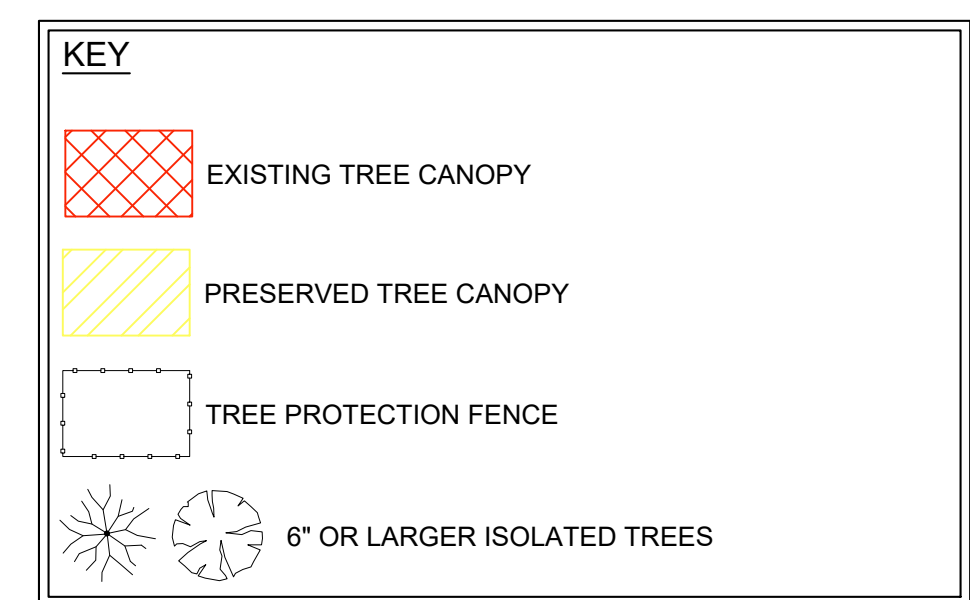 KEY
EXISTING TREE CANOPY
PRESERVED TREE CANOPY
TREE PROTECTION FENCE
6" OR LARGER ISOLATED TREES